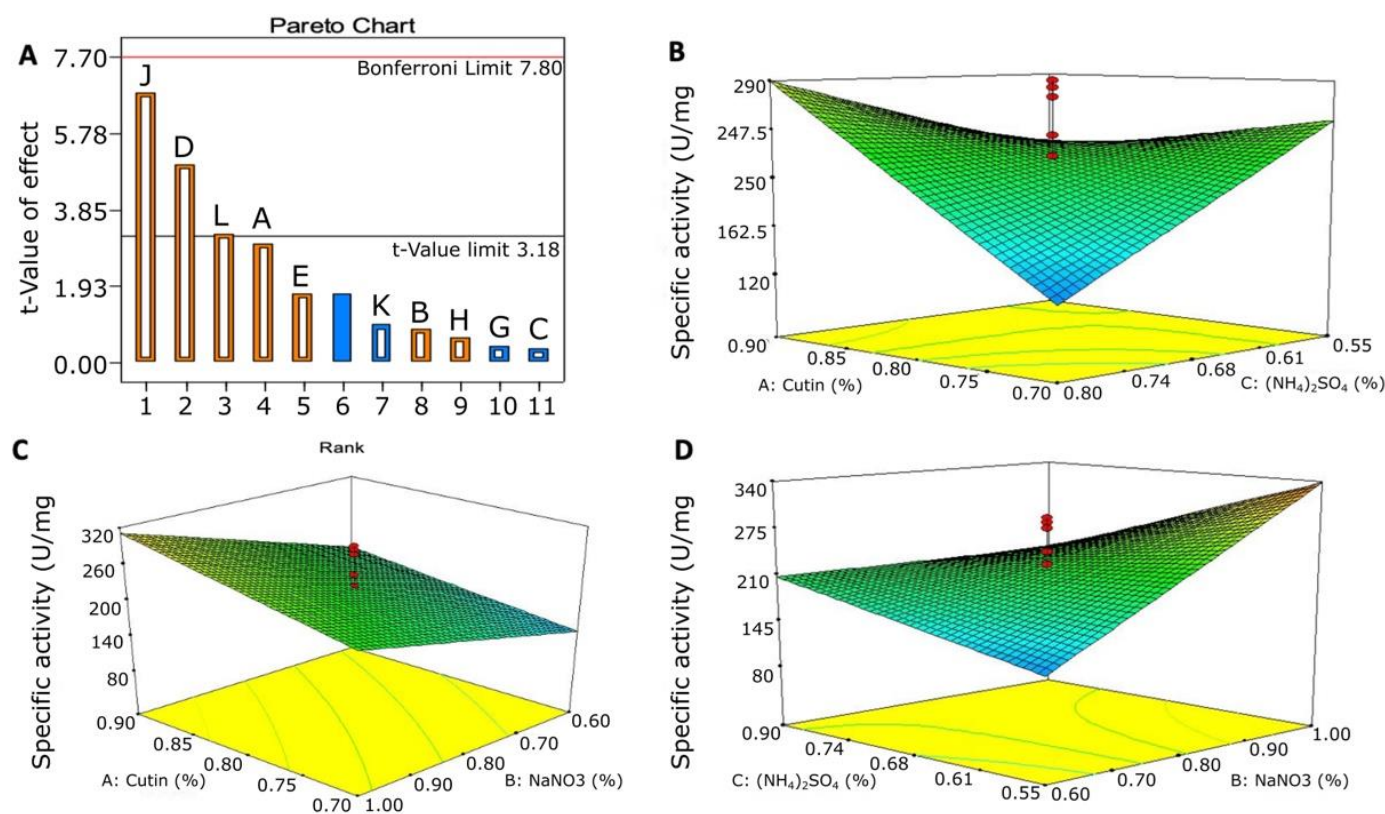 A
Pareto Chart
7.70
5.78
3.85
1.93
0.00
t-Value of effect
Bonferroni Limit 7.80
t-Value limit 3.18
J
D
L
A
E
K
B
H
G
C
1 2 3 4 5 6 7 8 9 10 11
Rank
B
Specific activity (U/mg
290
247.5
250
162.5
120
0.90
0.85
0.80
0.75
0.70
A: Cutin (%)
0.80
0.74
0.68
0.61
0.55
C: (NH₄)₂SO₄ (%)
C
Specific activity (U/mg
320
260
200
140
80
0.90
0.85
0.80
0.75
0.70
A: Cutin (%)
1.00
0.90
0.80
0.70
0.60
B: NaNO3 (%)
D
Specific activity (U/mg
340
275
210
145
80
0.90
0.74
0.68
0.61
0.55
C: (NH₄)₂SO₄ (%)
0.60
0.70
0.80
0.90
1.00
B: NaNO3 (%)